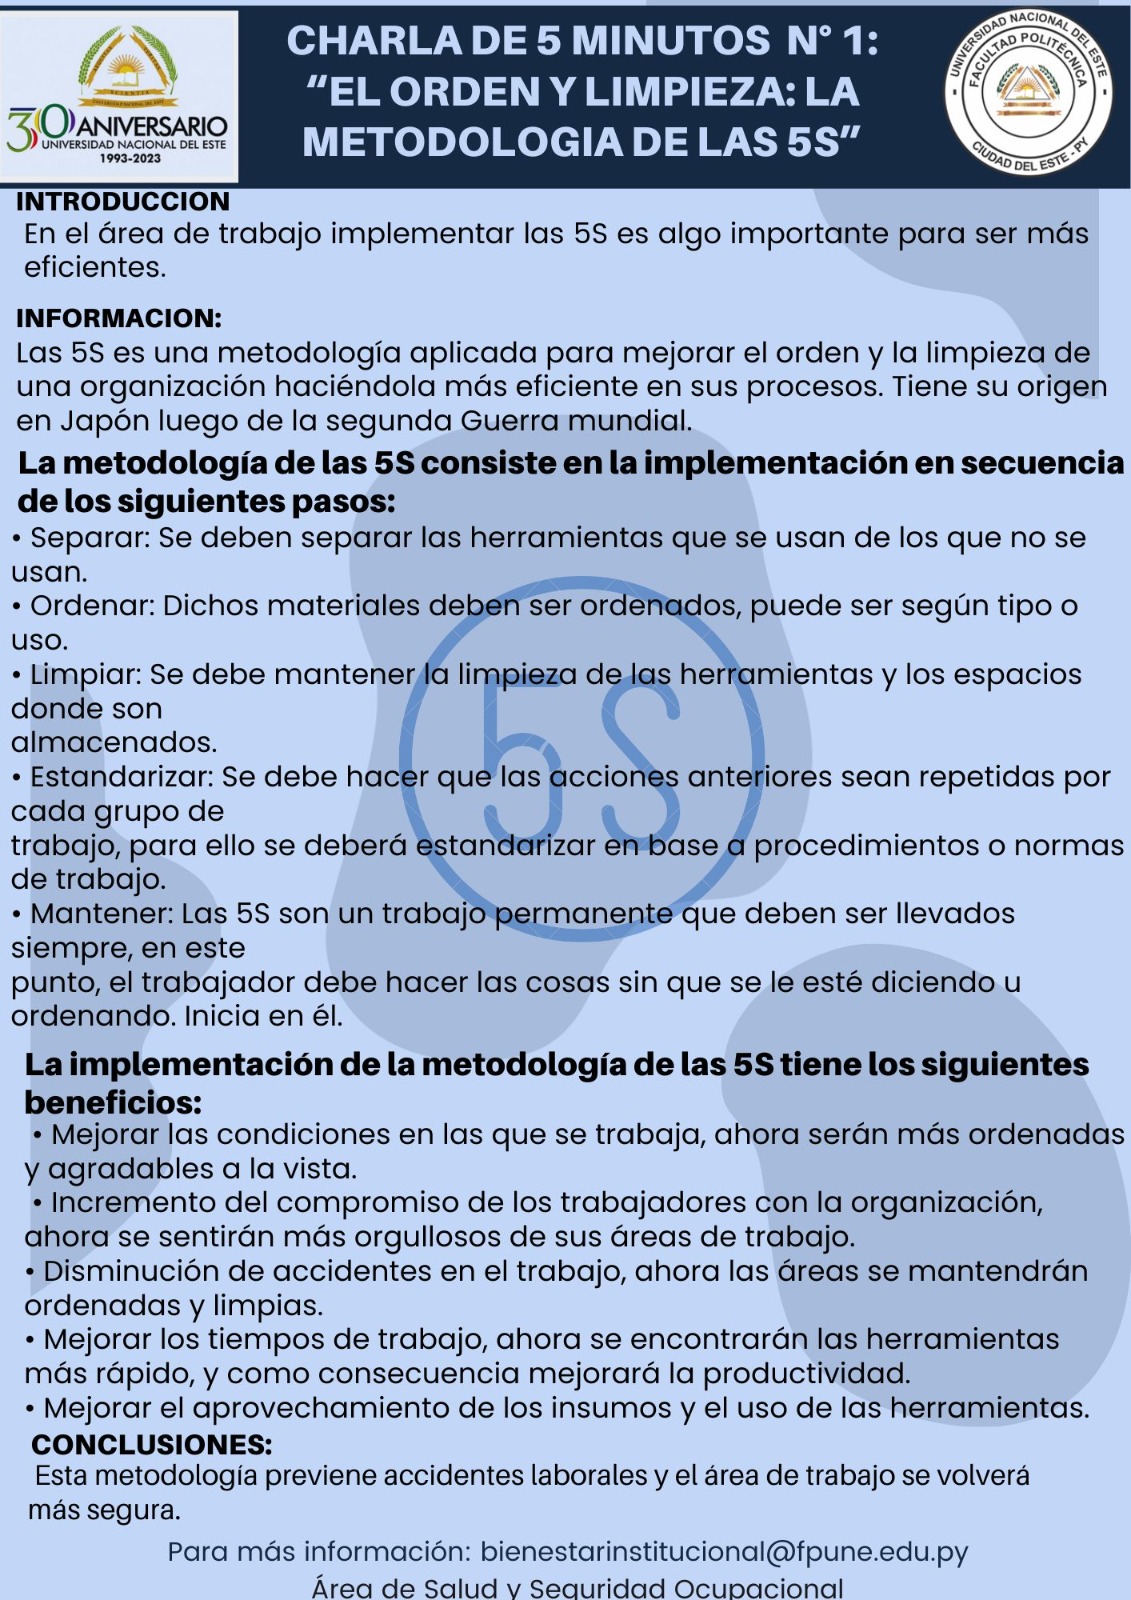 30 ANIVERSARIO
UNIVERSIDAD NACIONAL DEL ESTE
1993-2023
CHARLA DE 5 MINUTOS N° 1:
“EL ORDEN Y LIMPIEZA: LA
METODOLOGIA DE LAS 5S”
UNIVERSIDAD NACIONAL DEL ESTE
FACULTAD POLITÉCNICA
CIUDAD DEL ESTE - PY
INTRODUCCION
En el área de trabajo implementar las 5S es algo importante para ser más
eficientes.
INFORMACION:
Las 5S es una metodología aplicada para mejorar el orden y la limpieza de
una organización haciéndola más eficiente en sus procesos. Tiene su origen
en Japón luego de la segunda Guerra mundial.
La metodología de las 5S consiste en la implementación en secuencia
de los siguientes pasos:
• Separar: Se deben separar las herramientas que se usan de los que no se
usan.
• Ordenar: Dichos materiales deben ser ordenados, puede ser según tipo o
uso.
• Limpiar: Se debe mantener la limpieza de las herramientas y los espacios
donde son
almacenados.
• Estandarizar: Se debe hacer que las acciones anteriores sean repetidas por
cada grupo de
trabajo, para ello se deberá estandarizar en base a procedimientos o normas
de trabajo.
• Mantener: Las 5S son un trabajo permanente que deben ser llevados
siempre, en este
punto, el trabajador debe hacer las cosas sin que se le esté diciendo u
ordenando. Inicia en él.
5S
La implementación de la metodología de las 5S tiene los siguientes
beneficios:
• Mejorar las condiciones en las que se trabaja, ahora serán más ordenadas
y agradables a la vista.
• Incremento del compromiso de los trabajadores con la organización,
ahora se sentirán más orgullosos de sus áreas de trabajo.
• Disminución de accidentes en el trabajo, ahora las áreas se mantendrán
ordenadas y limpias.
• Mejorar los tiempos de trabajo, ahora se encontrarán las herramientas
más rápido, y como consecuencia mejorará la productividad.
• Mejorar el aprovechamiento de los insumos y el uso de las herramientas.
CONCLUSIONES:
Esta metodología previene accidentes laborales y el área de trabajo se volverá
más segura.
Para más información: bienestarinstitucional@fpune.edu.py
Área de Salud y Seguridad Ocupacional